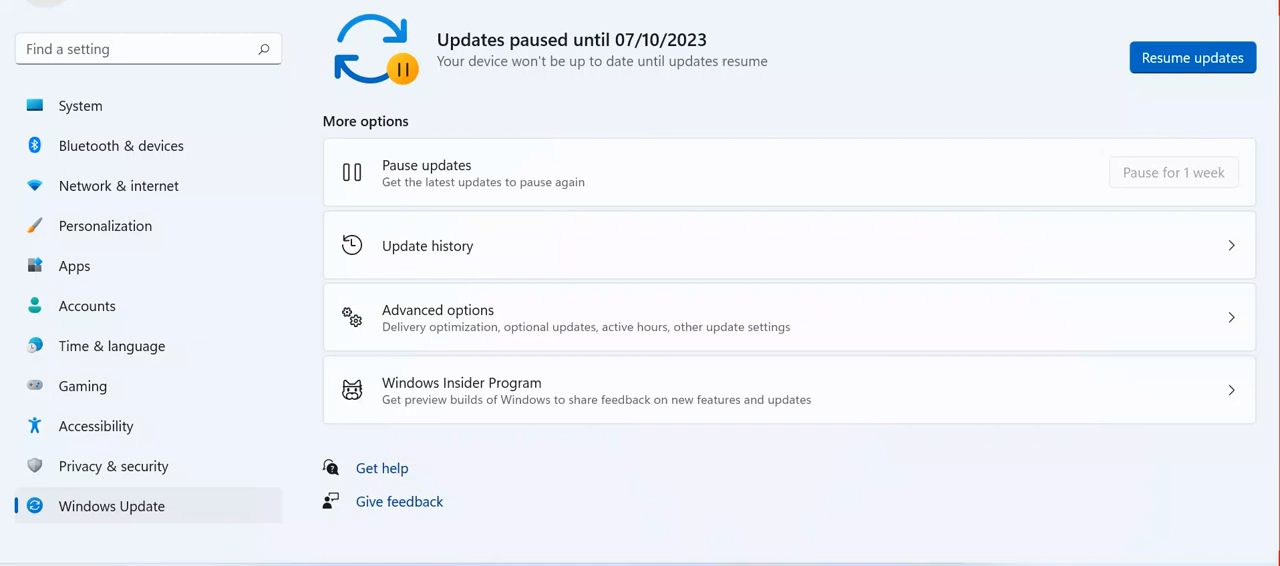 Find a setting
System
Bluetooth & devices
Network & internet
Personalization
Apps
Accounts
Time & language
Gaming
Accessibility
Privacy & security
Windows Update
Updates paused until 07/10/2023
Your device won't be up to date until updates resume
Resume updates
More options
Pause updates
Get the latest updates to pause again
Pause for 1 week
Update history
Advanced options
Delivery optimization, optional updates, active hours, other update settings
Windows Insider Program
Get preview builds of Windows to share feedback on new features and updates
Get help
Give feedback